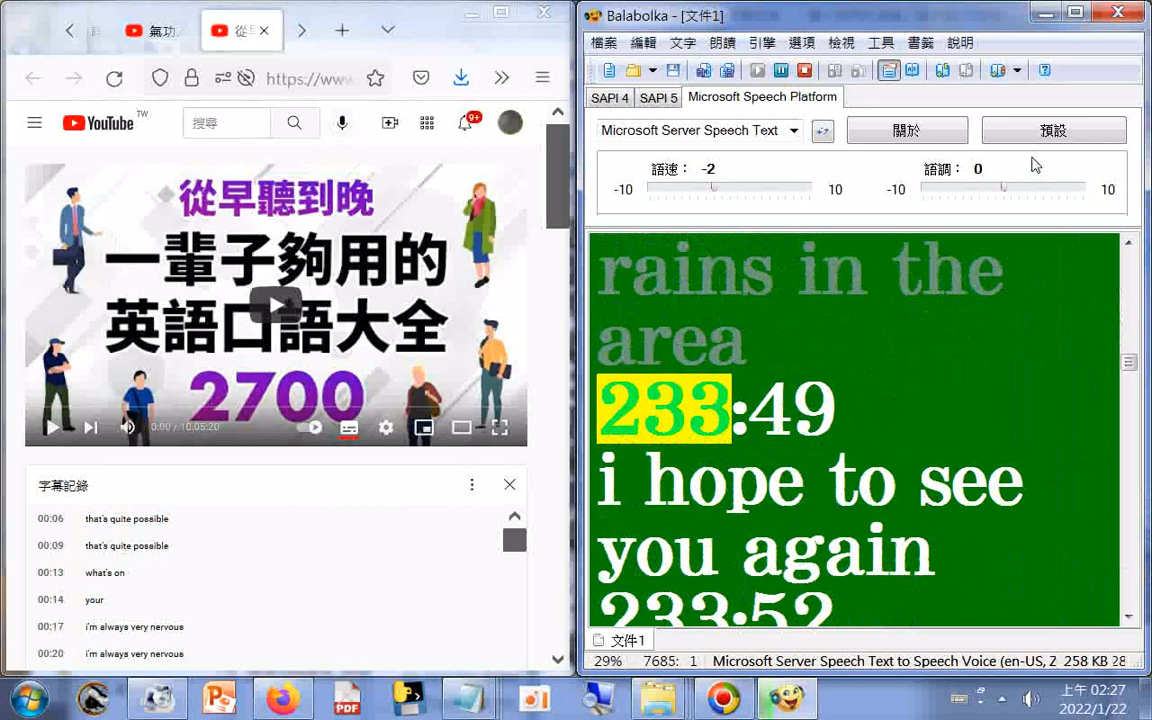 氣功
從
https://www
YouTube TW
搜尋
9+
從早聽到晚
一輩子夠用的
英語口語大全
2700
0:00 / 10:05:20
字幕記錄
00:06 that's quite possible
00:09 that's quite possible
00:13 what's on
00:14 your
00:17 i'm always very nervous
00:20 i'm always very nervous
Balabolka - [文件1]
檔案 編輯 文字 朗讀 引擎 選項 檢視 工具 書籤 說明
SAPI 4 SAPI 5 Microsoft Speech Platform
Microsoft Server Speech Text 關於 預設
語速： -2 語調： 0
-10 10 -10 10
rains in the
area
233:49
i hope to see
you again
233:52
文件1
29% 7685: 1 Microsoft Server Speech Text to Speech Voice (en-US, Z 258 KB 28
PDF
上午 02:27
2022/1/22